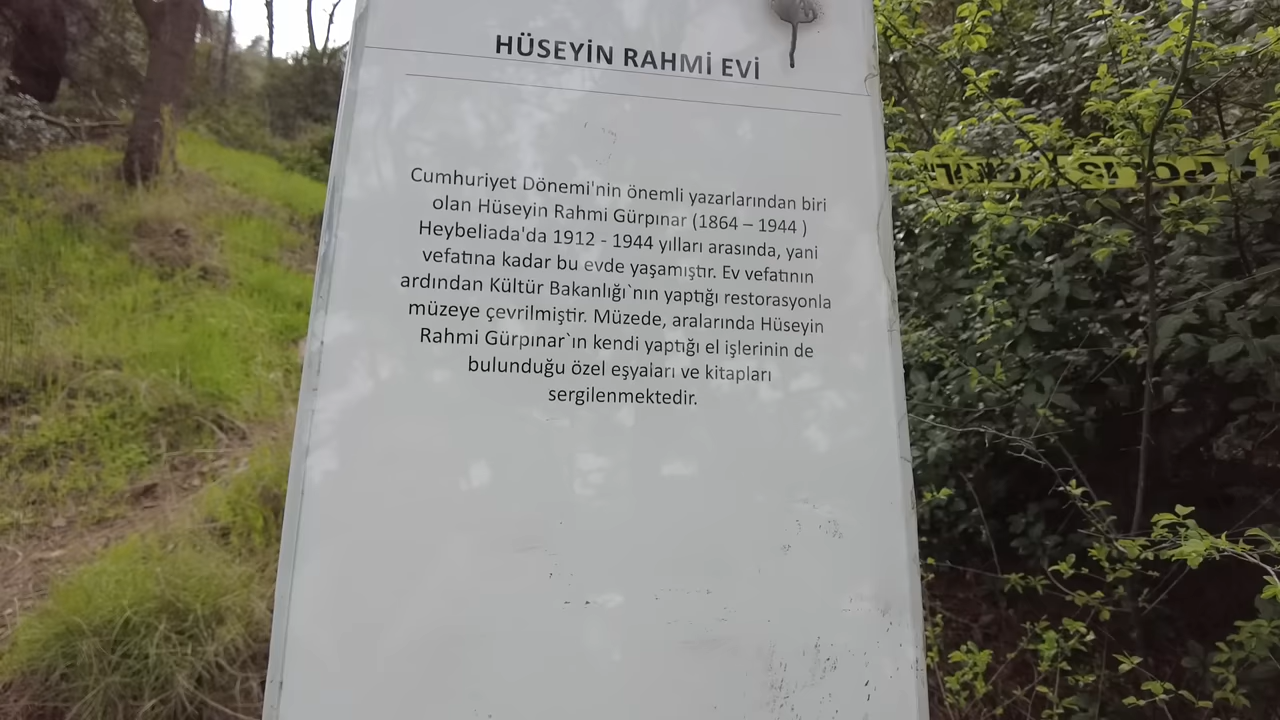 HÜSEYİN RAHMİ EVİ
Cumhuriyet Dönemi'nin önemli yazarlarından biri
olan Hüseyin Rahmi Gürpınar (1864 – 1944 )
Heybeliada'da 1912 - 1944 yılları arasında, yani
vefatına kadar bu evde yaşamıştır. Ev vefatının
ardından Kültür Bakanlığı`nın yaptığı restorasyonla
müzeye çevrilmiştir. Müzede, aralarında Hüseyin
Rahmi Gürpınar`ın kendi yaptığı el işlerinin de
bulunduğu özel eşyaları ve kitapları
sergilenmektedir.